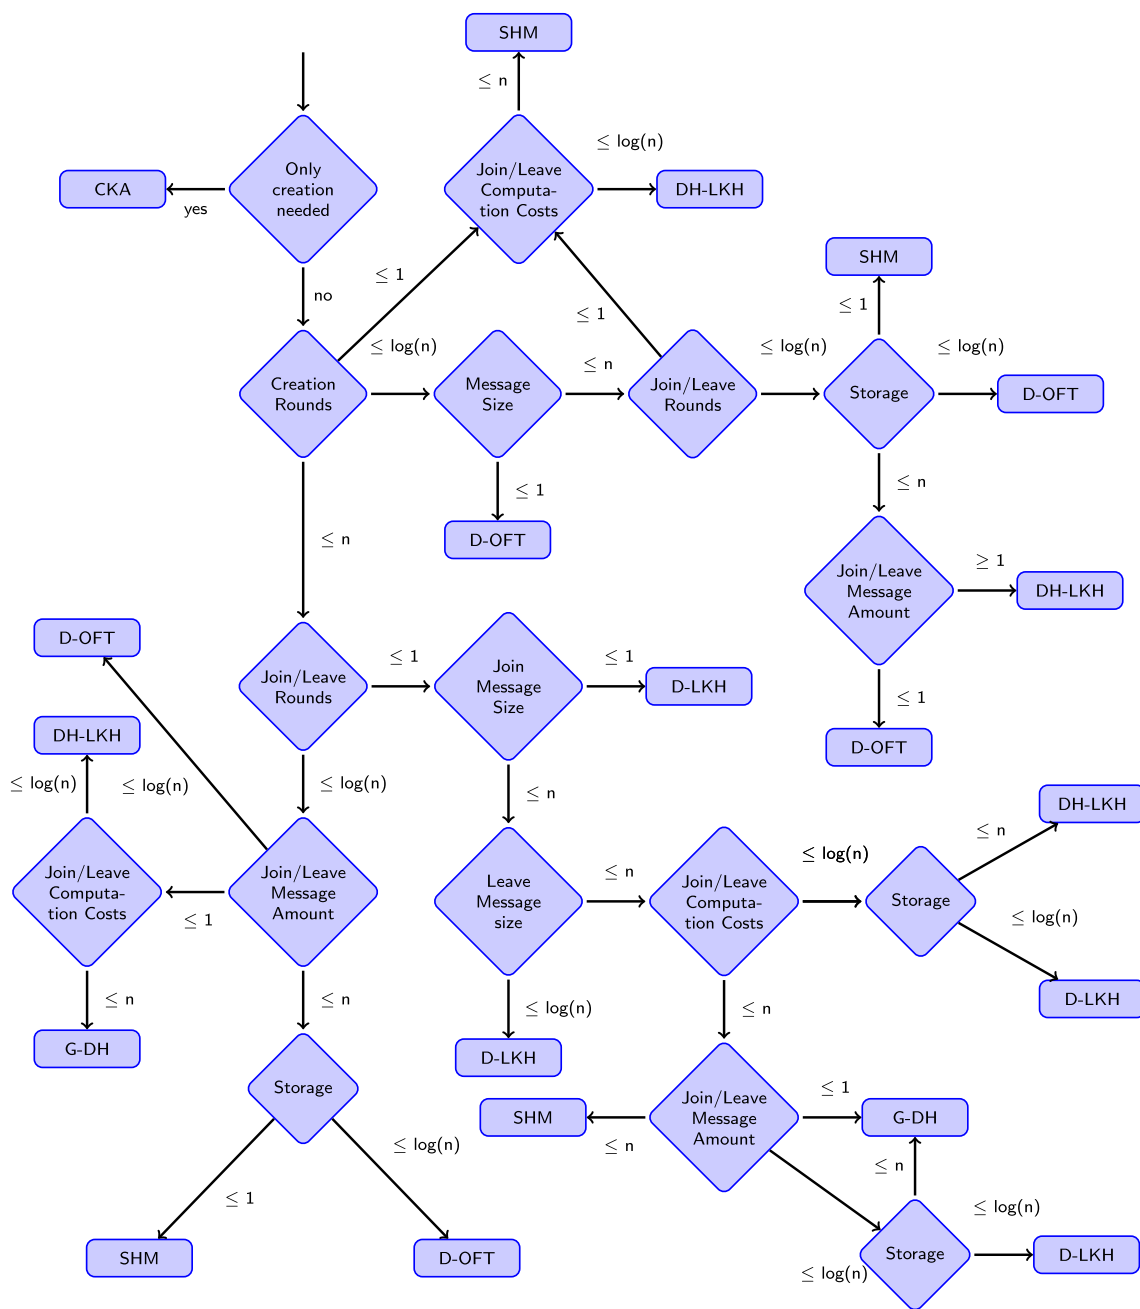 SHM
≤ n
≤ log(n)
Only
creation
needed
CKA
yes
Join/Leave
Computa-
tion Costs
DH-LKH
SHM
no
≤ 1
≤ 1
≤ 1
≤ log(n)
≤ n
≤ log(n)
≤ log(n)
Creation
Rounds
Message
Size
Join/Leave
Rounds
Storage
D-OFT
≤ 1
≤ n
D-OFT
≤ n
Join/Leave
Message
Amount
≥ 1
DH-LKH
D-OFT
Join/Leave
Rounds
≤ 1
Join
Message
Size
≤ 1
D-LKH
≤ 1
D-OFT
DH-LKH
≤ log(n)
≤ log(n)
≤ log(n)
≤ n
DH-LKH
≤ n
Join/Leave
Computa-
tion Costs
≤ 1
Join/Leave
Message
Amount
Leave
Message
size
≤ n
Join/Leave
Computa-
tion Costs
≤ log(n)
Storage
≤ log(n)
D-LKH
≤ n
≤ n
≤ log(n)
≤ n
G-DH
D-LKH
Storage
SHM
≤ n
Join/Leave
Message
Amount
≤ 1
G-DH
≤ log(n)
≤ n
≤ 1
≤ log(n)
SHM
D-OFT
≤ log(n)
Storage
D-LKH